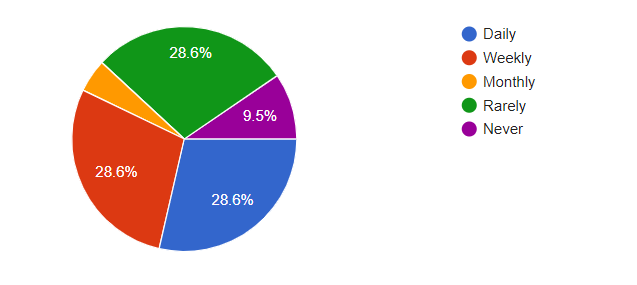 28.6%
9.5%
28.6%
28.6%
Daily
Weekly
Monthly
Rarely
Never